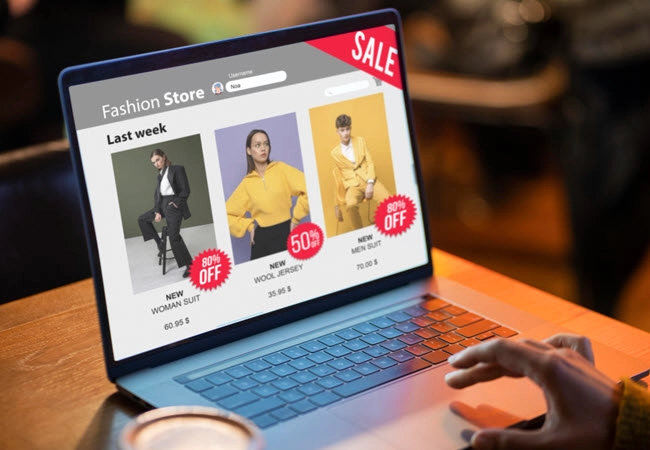 SALE
Username
Fashion Store
Noa
Last week
80%
OFF
NEW
WOMAN SUIT
60.95 $
50%
OFF
NEW
WOOL JERSEY
35.95 $
80%
OFF
NEW
MEN SUIT
70.00 $